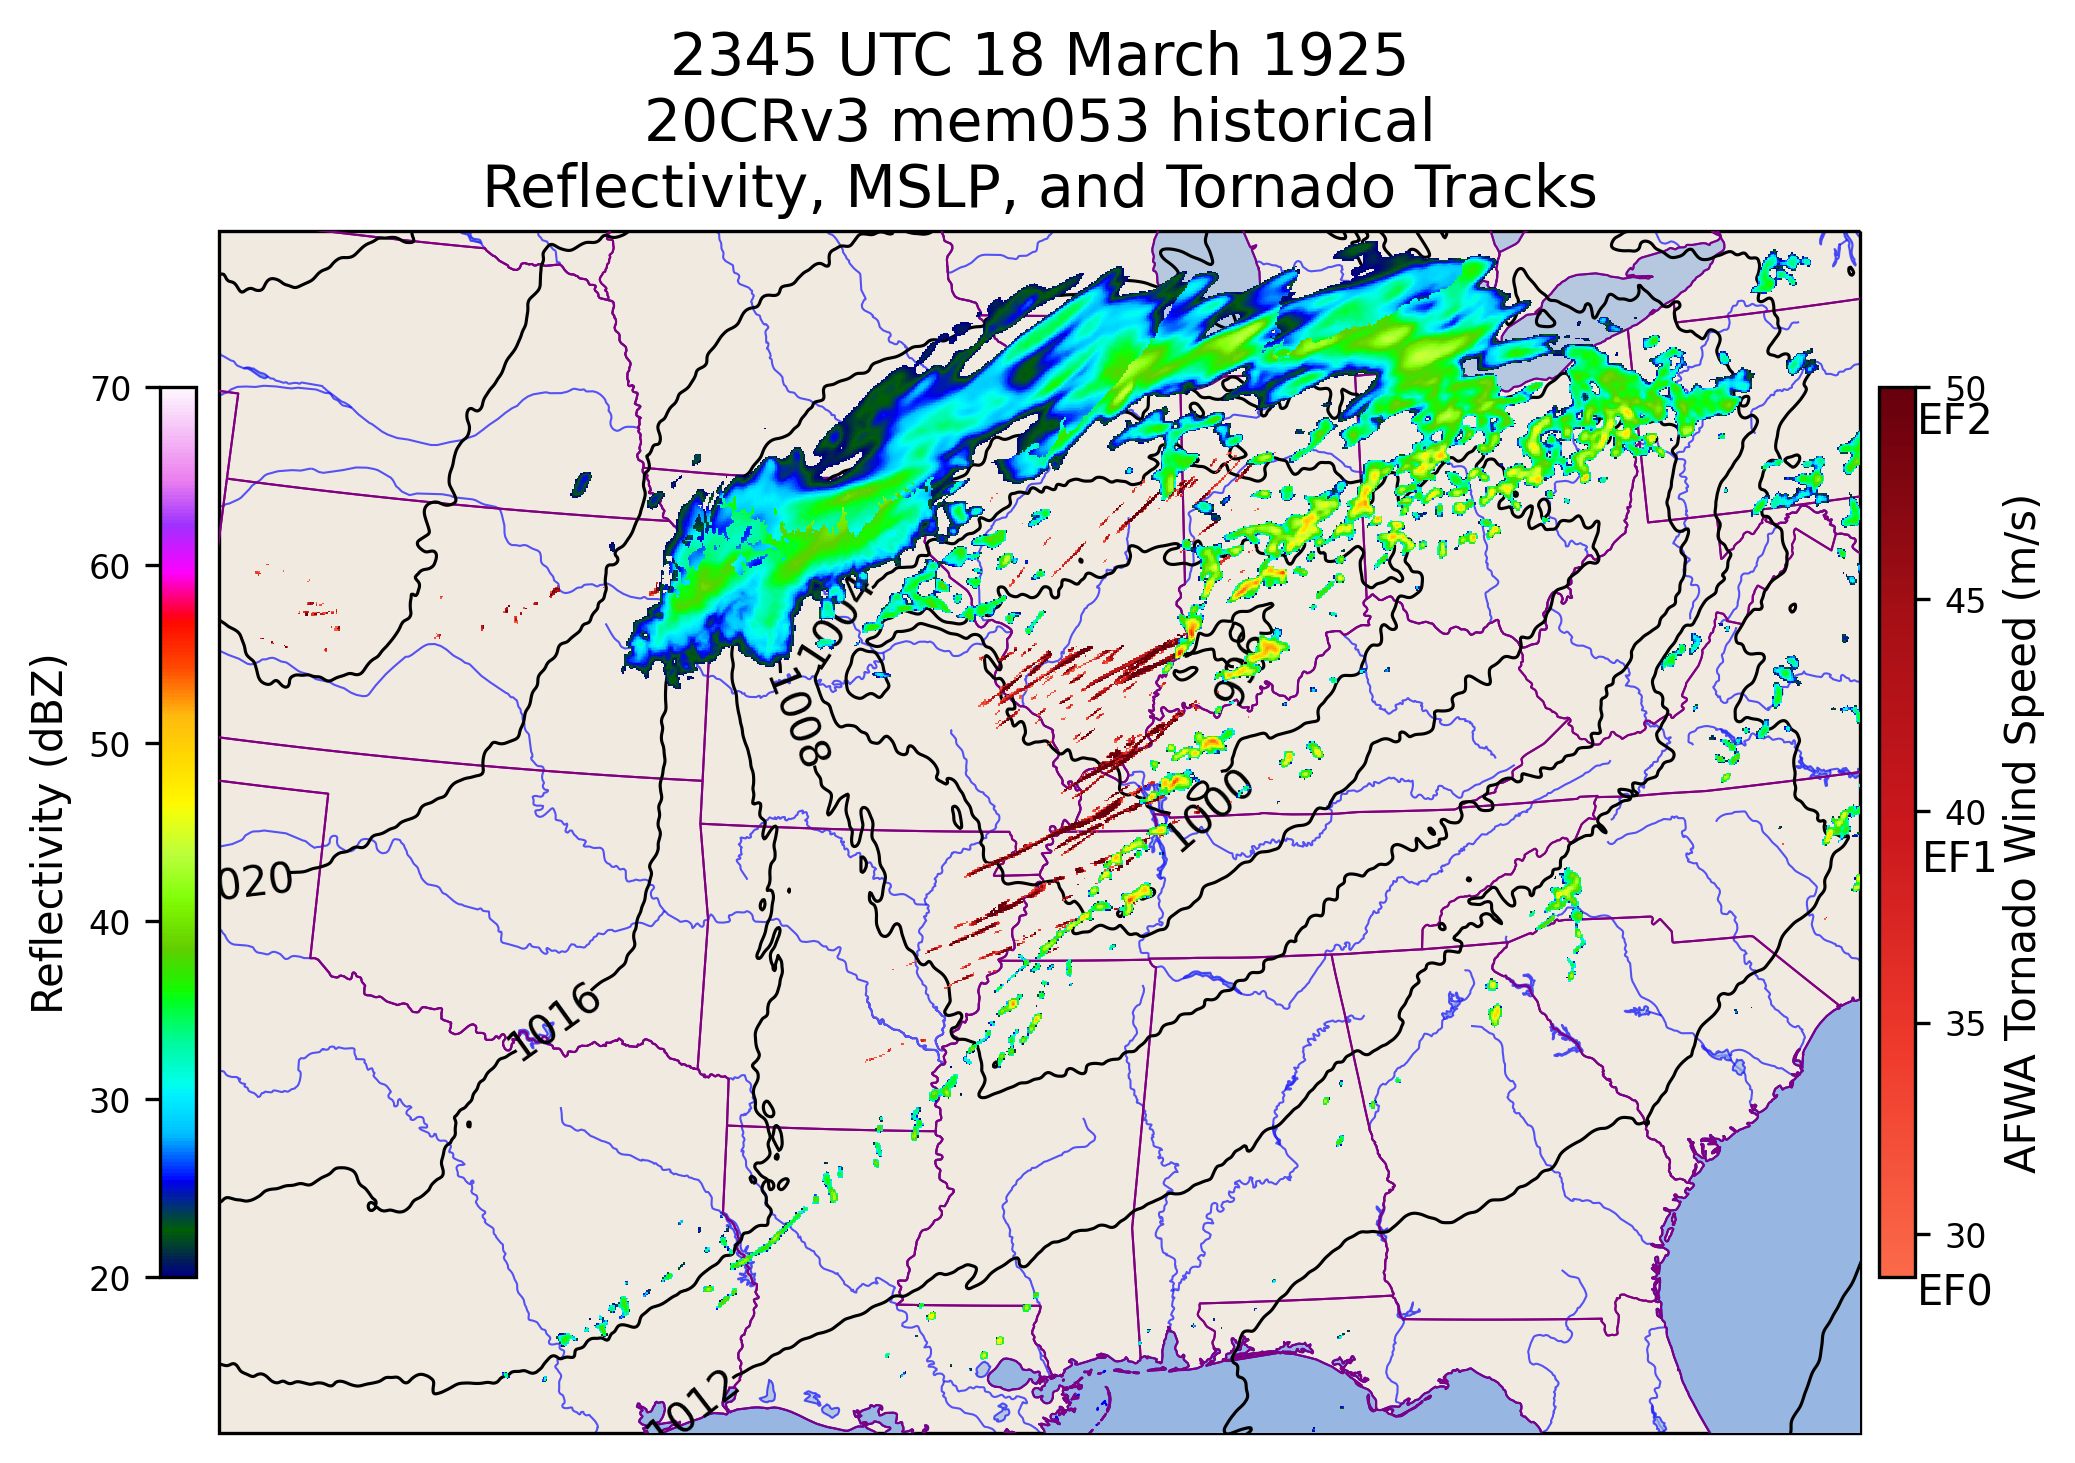 2345 UTC 18 March 1925
20CRv3 mem053 historical
Reflectivity, MSLP, and Tornado Tracks
70
60
50
40
30
20
Reflectivity (dBZ)
1004
1008
996
1000
020
1016
1012
50
EF2
45
40
EF1
35
30
EF0
AFWA Tornado Wind Speed (m/s)